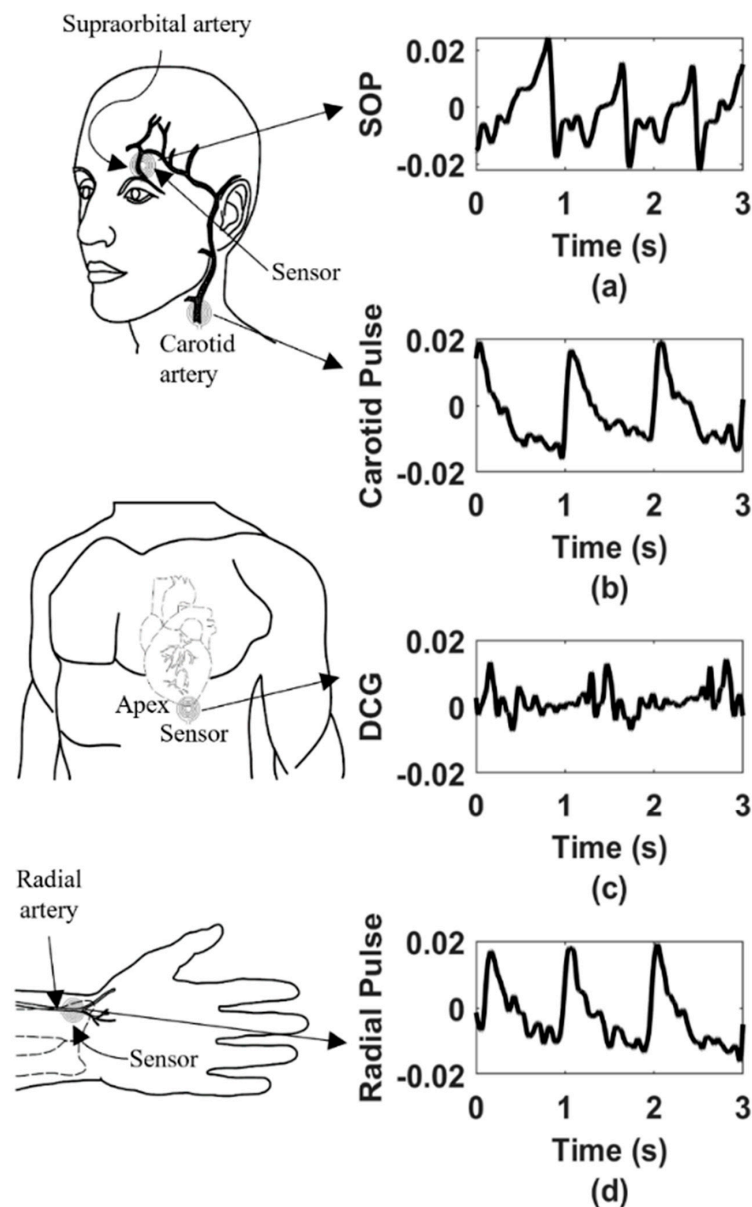 Supraorbital artery
Sensor
Carotid
artery
SOP
0.02
0
-0.02
0 1 2 3
Time (s)
(a)
Carotid Pulse
0.02
0
-0.02
0 1 2 3
Time (s)
(b)
Apex
Sensor
DCG
0.02
0
-0.02
0 1 2 3
Time (s)
(c)
Radial
artery
Sensor
Radial Pulse
0.02
0
-0.02
0 1 2 3
Time (s)
(d)